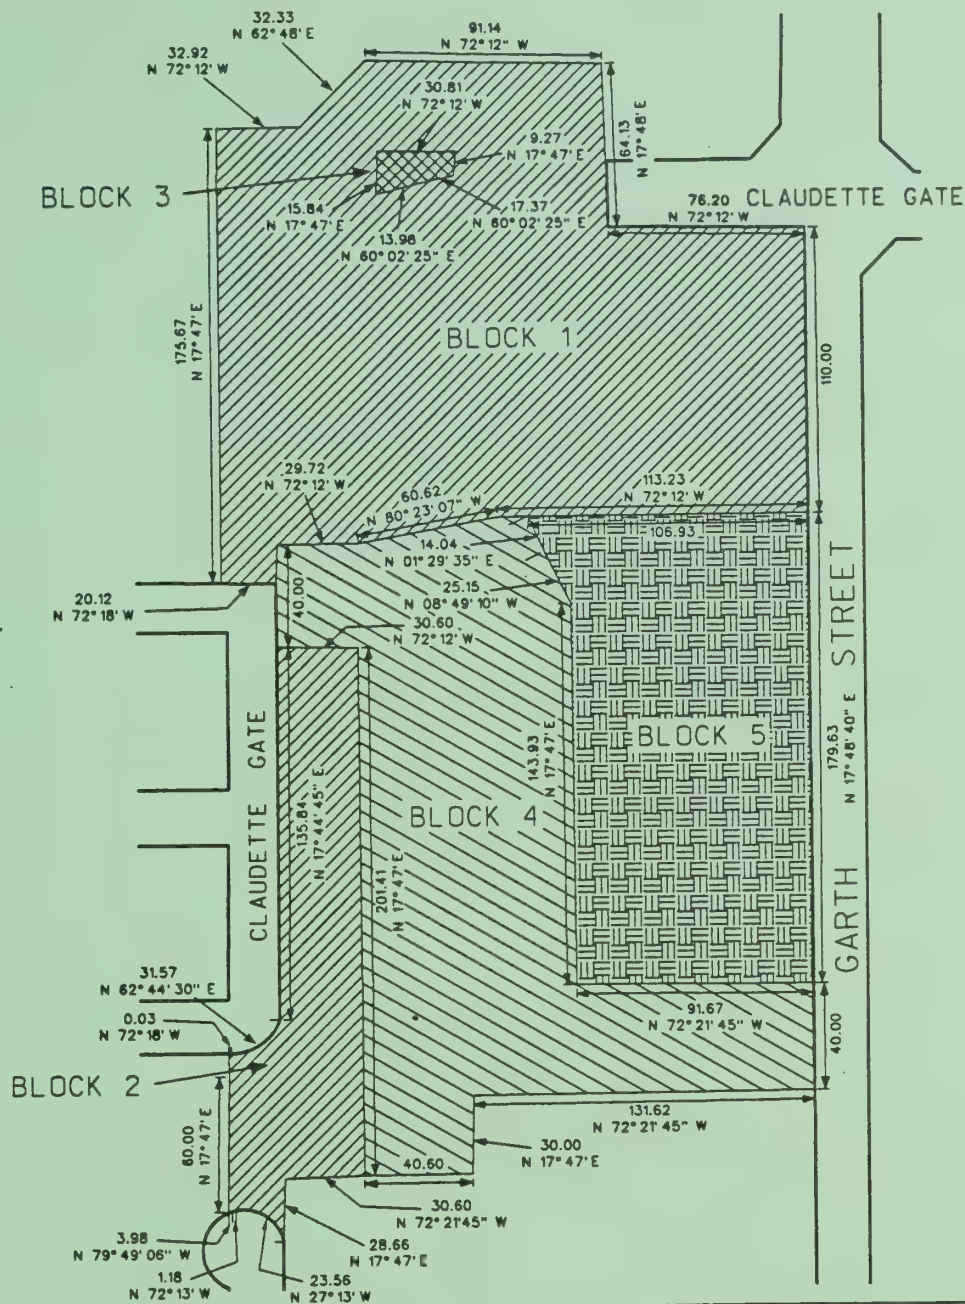 32.33
N 62°48' E
91.14
N 72°12" W
32.92
N 72°12' W
30.81
N 72°12' W
9.27
N 17°47' E
64.13
N 17°48' E
BLOCK 3
15.84
N 17°47' E
17.37
N 60°02'25" E
13.98
N 60°02'25" E
76.20
N 72°12' W
CLAUDETTE GATE
BLOCK 1
175.67
N 17°47' E
110.00
29.72
N 72°12' W
60.62
N 80°23'07" W
113.23
N 72°12' W
106.93
14.04
N 01°29'35" E
25.15
N 08°49'10" W
20.12
N 72°18' W
40.00
30.60
N 72°12' W
GARTH STREET
179.63
N 17°48'40" E
BLOCK 5
143.93
N 17°47' E
BLOCK 4
CLAUDETTE GATE
135.84
N 17°44'45" E
201.41
N 17°47' E
31.57
N 62°44'30" E
0.03
N 72°18' W
91.67
N 72°21'45" W
40.00
BLOCK 2
131.62
N 72°21'45" W
60.00
N 17°47' E
30.00
N 17°47' E
40.60
30.60
N 72°21'45" W
3.98
N 79°49'06" W
28.66
N 17°47' E
1.18
N 72°13' W
23.56
N 27°13' W